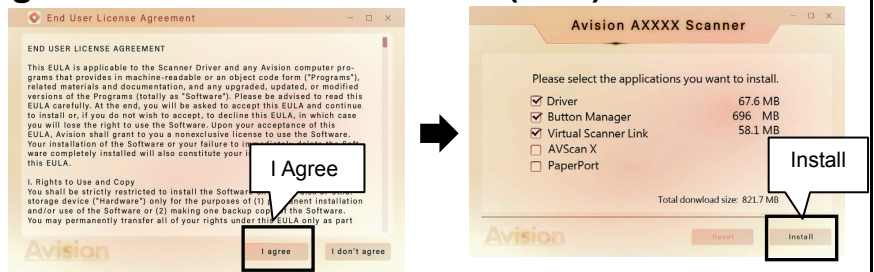 End User License Agreement
END USER LICENSE AGREEMENT
This EULA is applicable to the Scanner Driver and any Avision computer pro-
grams that provides in machine-readable or an object code form ("Programs"),
related materials and documentation, and any upgraded, updated, or modified
versions of the Programs (totally as "Software"). Please be advised to read this
EULA carefully. At the end, you will be asked to accept this EULA and continue
to install or, if you do not wish to accept, to decline this EULA, in which case
you will lose the right to use the Software. Upon your acceptance of this
EULA, Avision shall grant to you a nonexclusive license to use the Software.
Your installation of the Software or your failure to
ware completely installed will also constitute your
this EULA.
I. Rights to Use and Copy
You shall be strictly restricted to install the Software
storage device ("Hardware") only for the purposes of (1) installation
and/or use of the Software or (2) making one backup copy of the Software.
You may permanently transfer all of your rights under this EULA only as part
I Agree
Avision
I agree
I don't agree
Avision AXXXX Scanner
Please select the applications you want to install.
Driver 67.6 MB
Button Manager 696 MB
Virtual Scanner Link 58.1 MB
AVScan X
PaperPort
Install
Total donwload size: 821.7 MB
Avision
Reset
Install